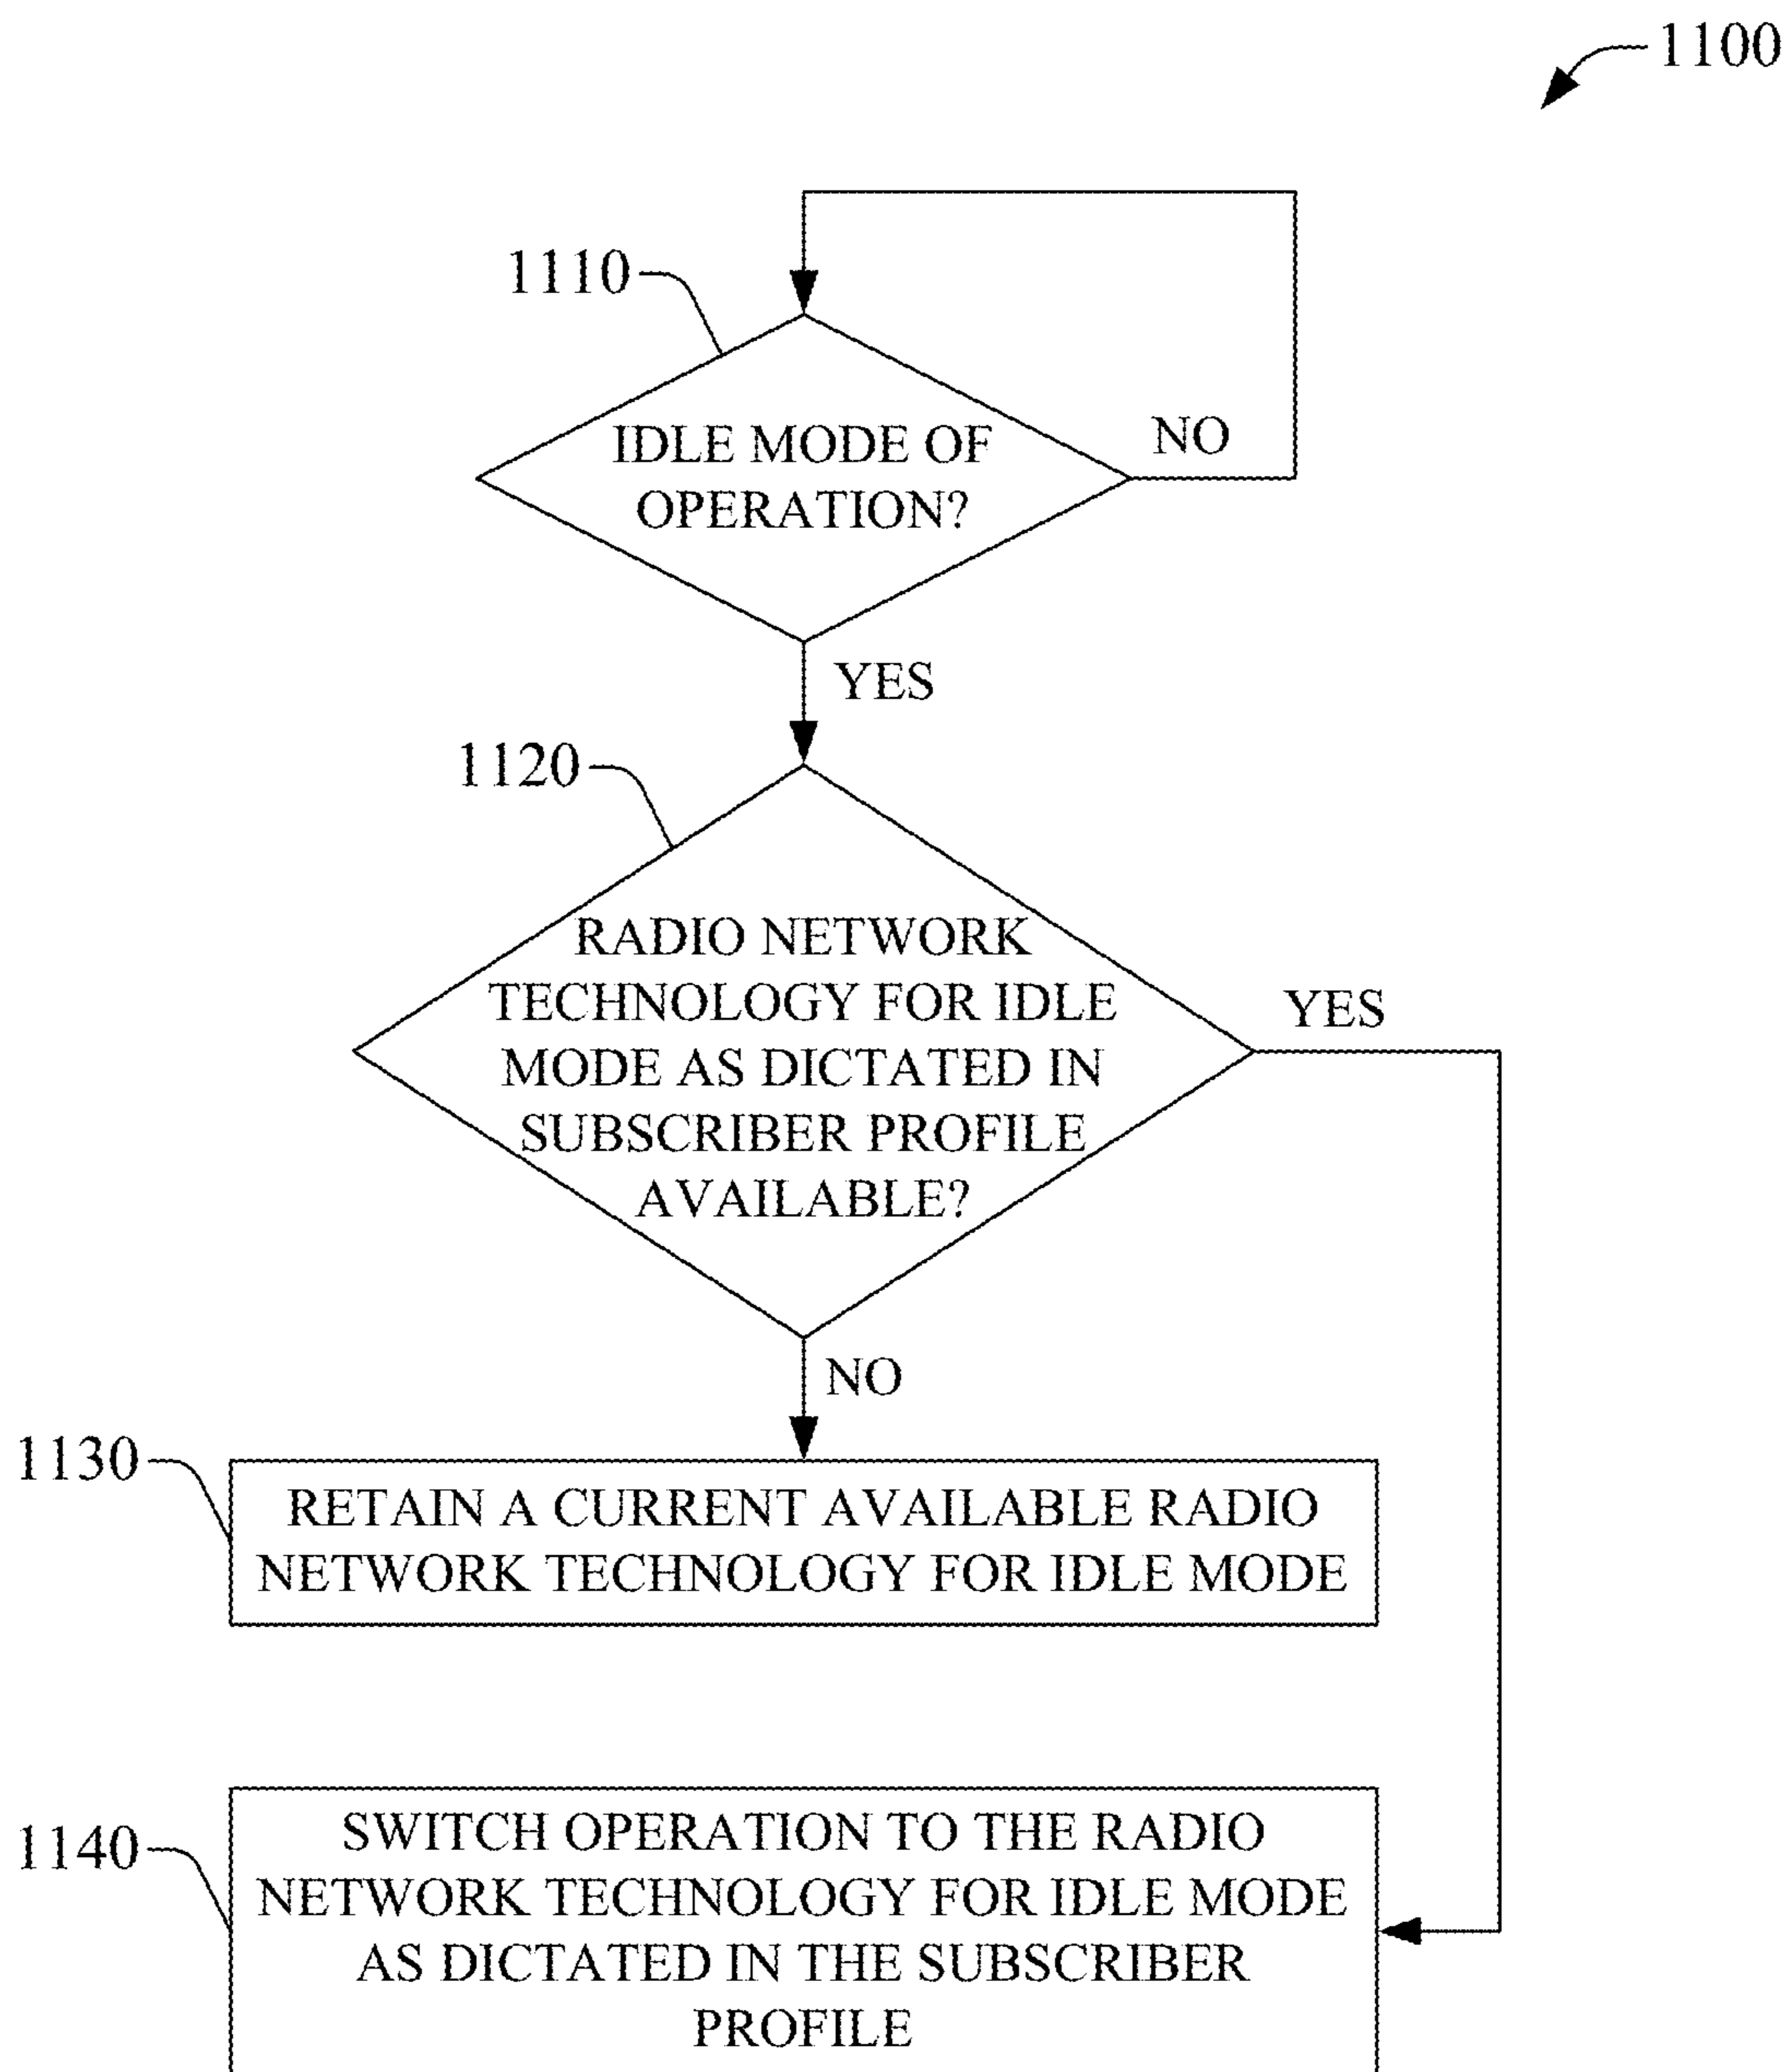 1100
1110
IDLE MODE OF
OPERATION?
NO
YES
1120
RADIO NETWORK
TECHNOLOGY FOR IDLE
MODE AS DICTATED IN
SUBSCRIBER PROFILE
AVAILABLE?
YES
NO
1130
RETAIN A CURRENT AVAILABLE RADIO
NETWORK TECHNOLOGY FOR IDLE MODE
1140
SWITCH OPERATION TO THE RADIO
NETWORK TECHNOLOGY FOR IDLE MODE
AS DICTATED IN THE SUBSCRIBER
PROFILE